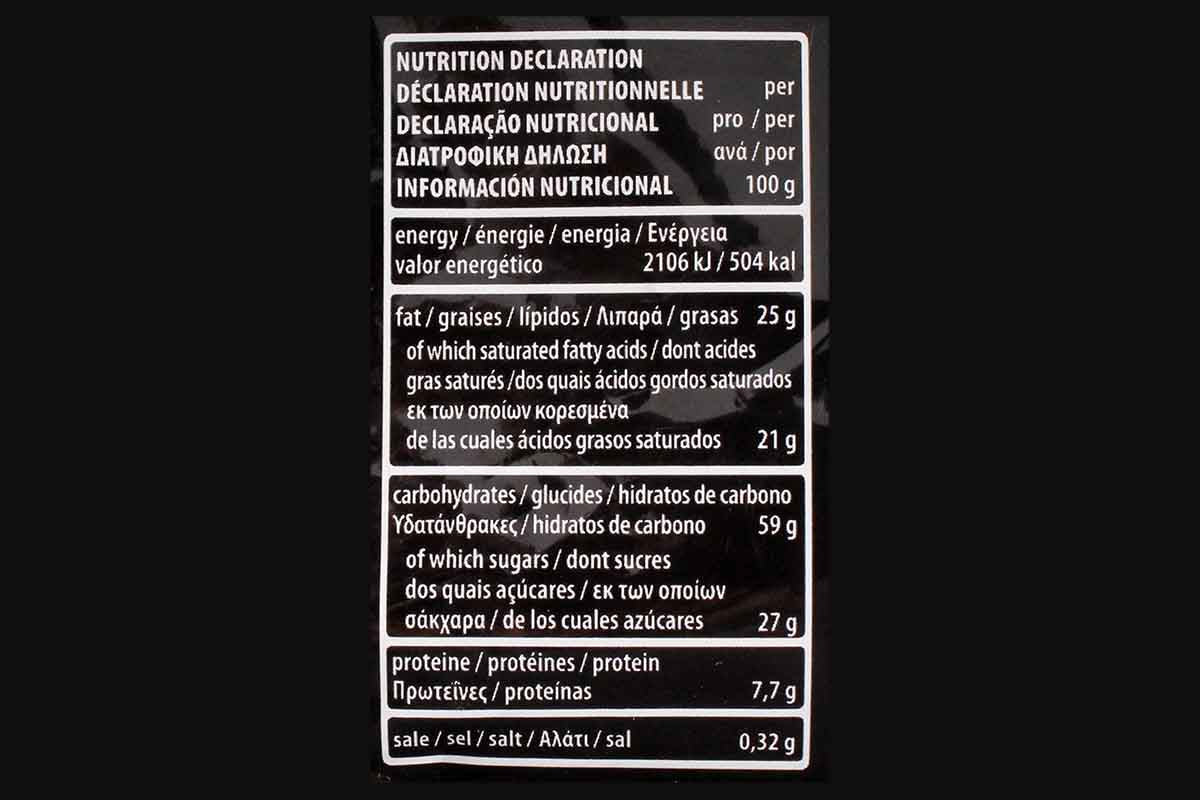 NUTRITION DECLARATION
DÉCLARATION NUTRITIONNELLE per
DECLARAÇÃO NUTRICIONAL pro / per
ΔΙΑΤΡΟΦΙΚΗ ΔΗΛΩΣΗ ανά / por
INFORMACIÓN NUTRICIONAL 100 g
energy / énergie / energia / Ενέργεια
valor energético 2106 kJ / 504 kal
fat / graises / lípidos / Λιπαρά / grasas 25 g
of which saturated fatty acids / dont acides
gras saturés /dos quais ácidos gordos saturados
εκ των οποίων κορεσμένα
de las cuales ácidos grasos saturados 21 g
carbohydrates / glucides / hidratos de carbono
Υδατάνθρακες / hidratos de carbono 59 g
of which sugars / dont sucres
dos quais açúcares / εκ των οποίων
σάκχαρα / de los cuales azúcares 27 g
proteine / protéines / protein
Πρωτεΐνες / proteínas 7,7 g
sale / sel / salt / Αλάτι / sal 0,32 g